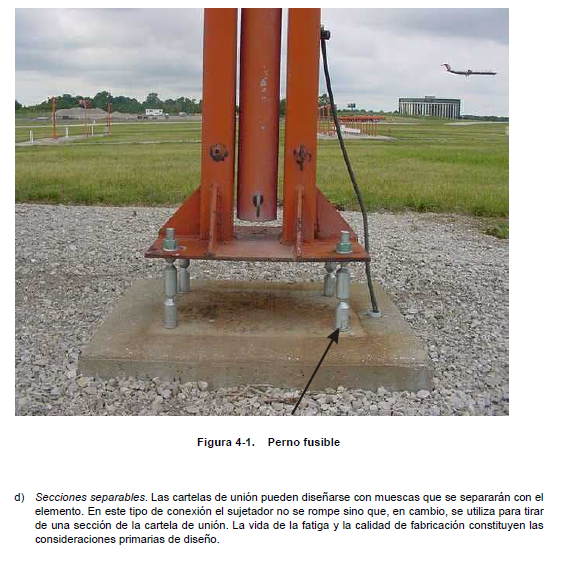 Figura 4-1. Perno fusible
d) Secciones separables. Las cartelas de unión pueden diseñarse con muescas que se separarán con el
elemento. En este tipo de conexión el sujetador no se rompe sino que, en cambio, se utiliza para tirar
de una sección de la cartela de unión. La vida de la fatiga y la calidad de fabricación constituyen las
consideraciones primarias de diseño.